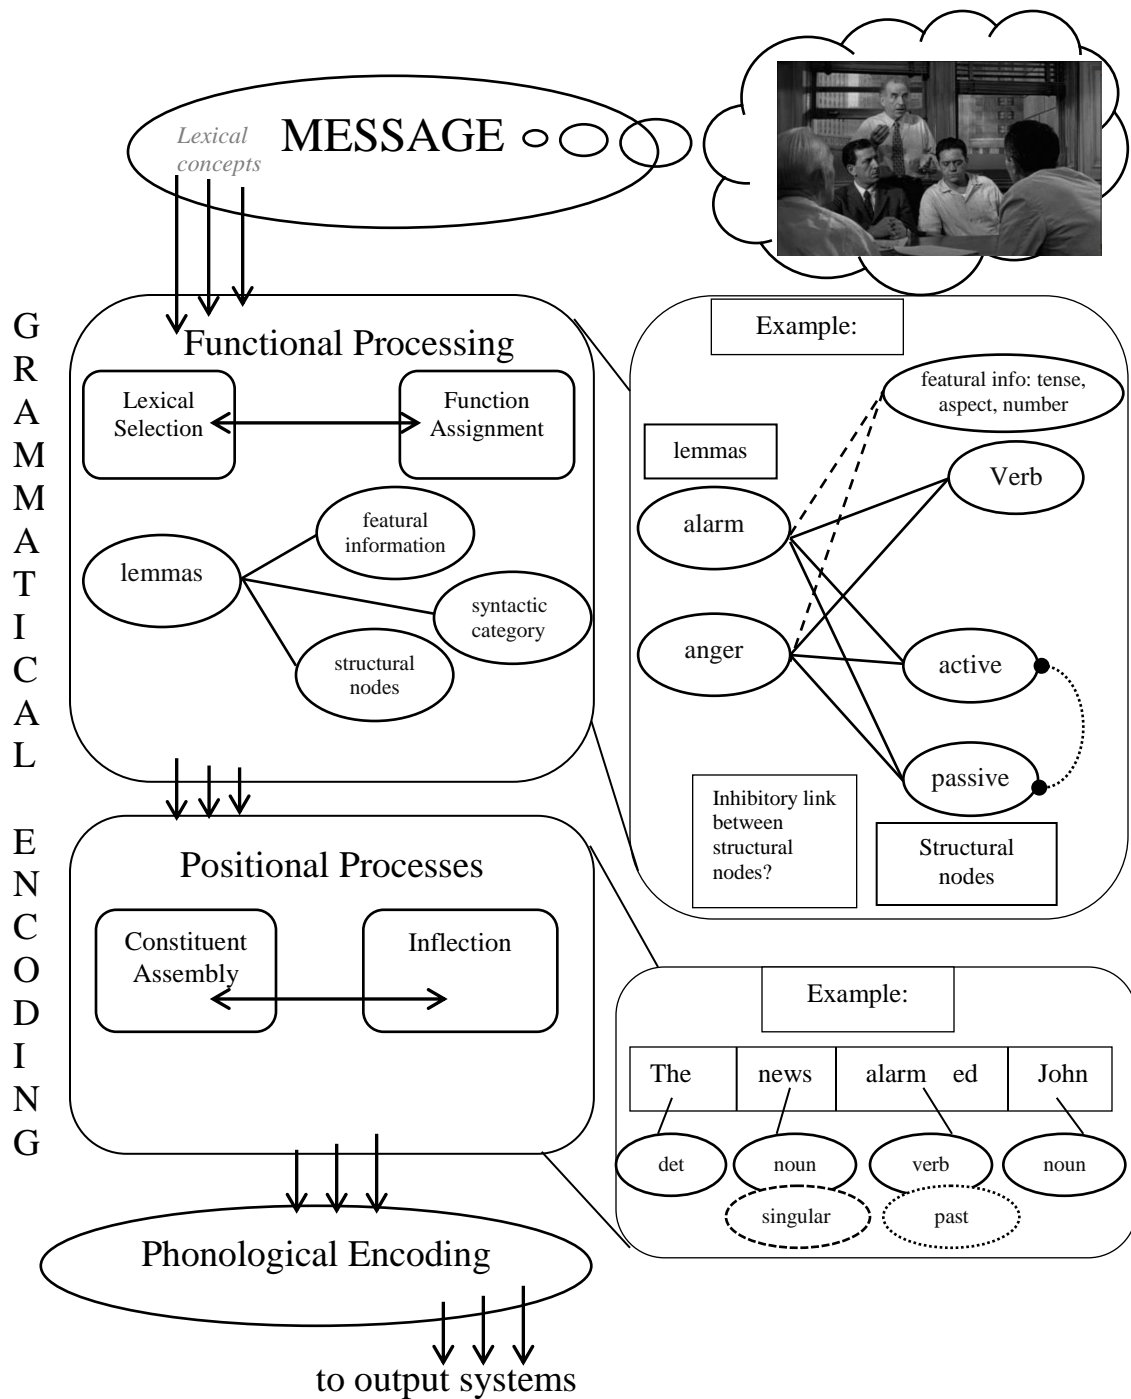 Lexical
concepts
MESSAGE
GRAMMATICAL
ENCODING
Functional Processing
Lexical
Selection
Function
Assignment
lemmas
featural
information
syntactic
category
structural
nodes
Example:
featural info: tense,
aspect, number
lemmas
Verb
alarm
anger
active
passive
Inhibitory link
between
structural
nodes?
Structural
nodes
Positional Processes
Constituent
Assembly
Inflection
Example:
The news alarm ed John
det noun verb noun
singular past
Phonological Encoding
to output systems